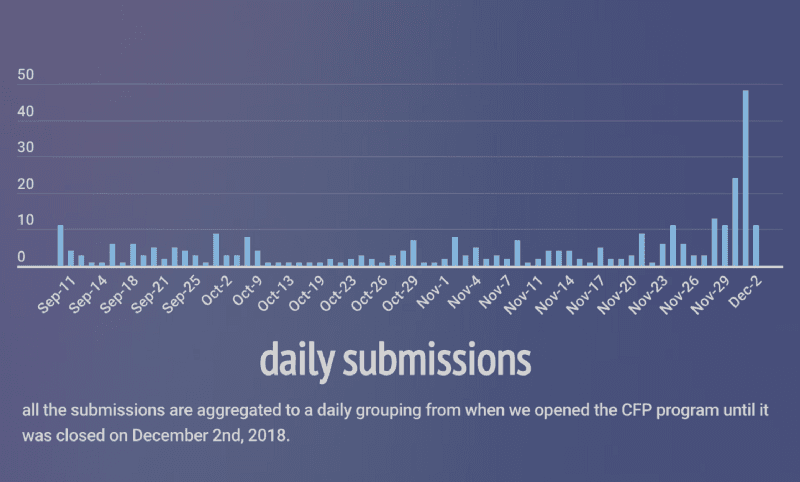 50
40
30
20
10
0
Sep-11 Sep-14 Sep-18 Sep-21 Sep-25 Oct-2 Oct-9 Oct-13 Oct-19 Oct-23 Oct-26 Oct-29 Nov-1 Nov-4 Nov-7 Nov-11 Nov-14 Nov-17 Nov-20 Nov-23 Nov-26 Nov-29 Dec-2
daily submissions
all the submissions are aggregated to a daily grouping from when we opened the CFP program until it
was closed on December 2nd, 2018.